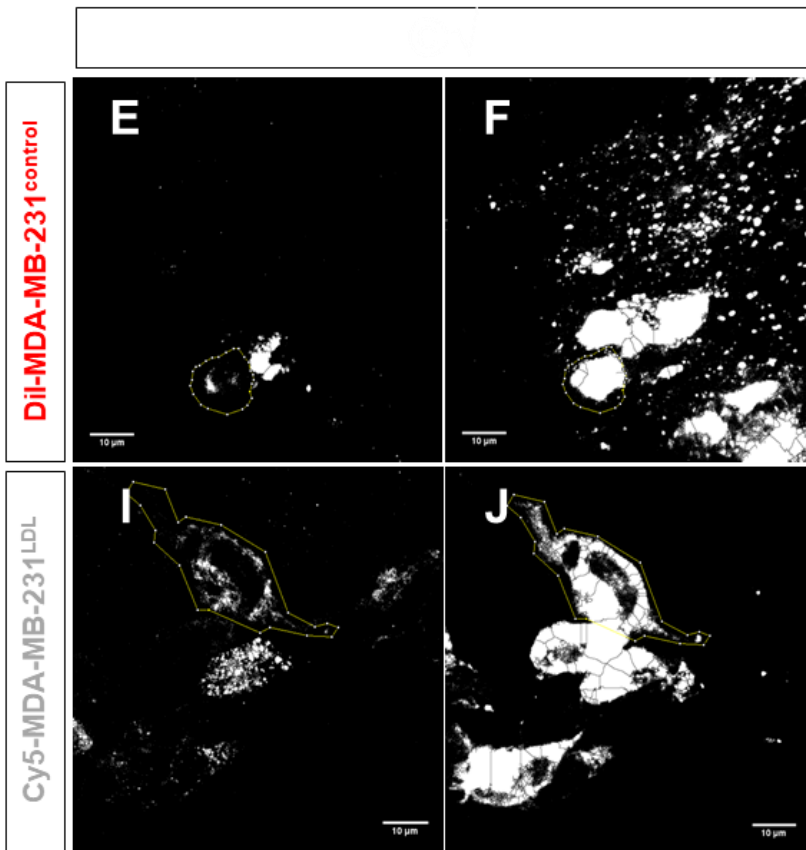 DiI-MDA-MB-231control
E
F
10 µm
10 µm
Cy5-MDA-MB-231LDL
I
J
10 µm
10 µm